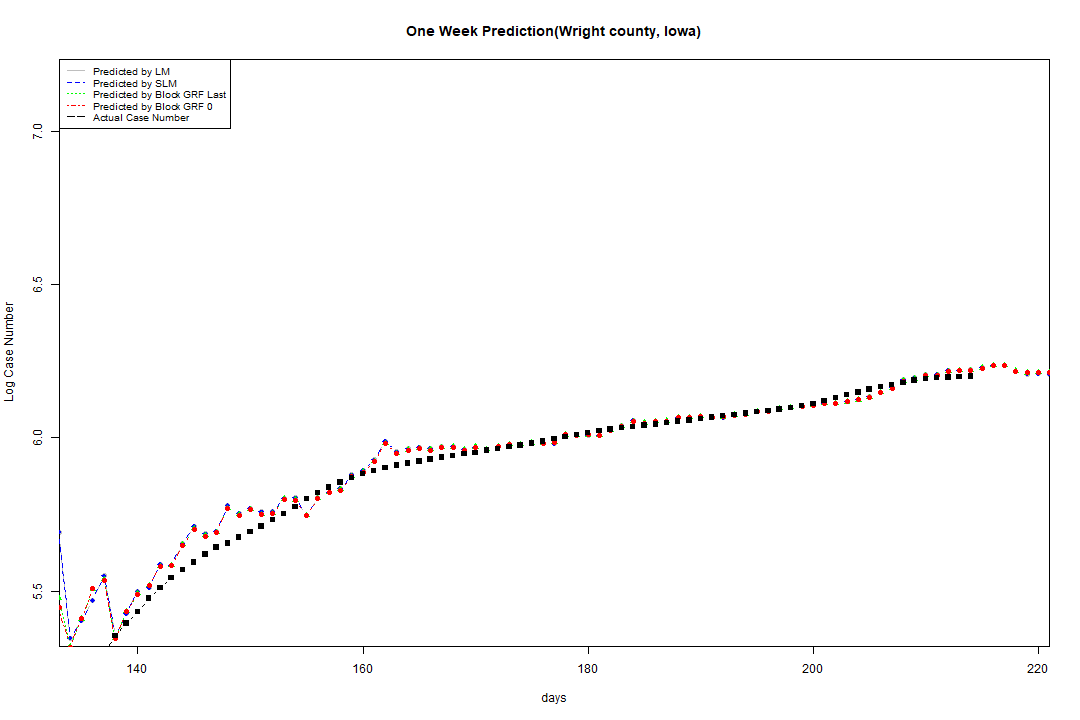 One Week Prediction(Wright county, Iowa)
Predicted by LM
Predicted by SLM
Predicted by Block GRF Last
Predicted by Block GRF 0
Actual Case Number
7.0
6.5
6.0
5.5
Log Case Number
140 160 180 200 220
days